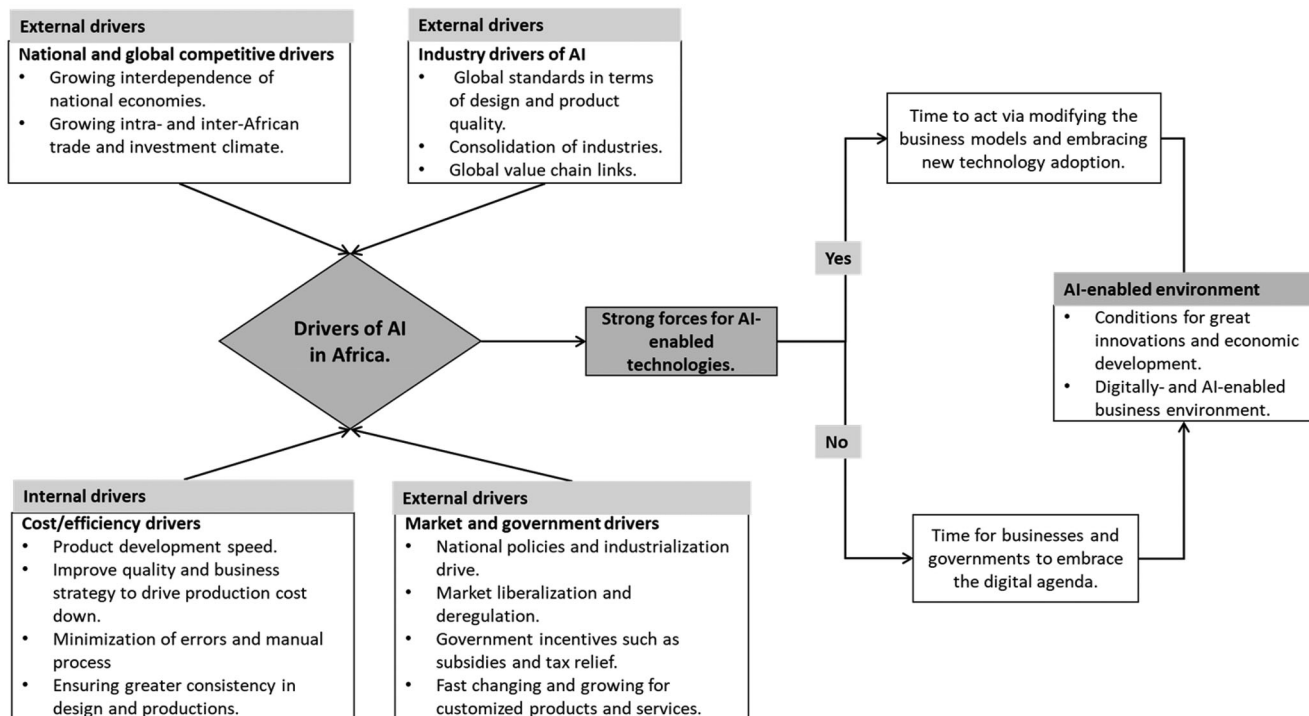 External drivers
National and global competitive drivers
• Growing interdependence of
national economies.
• Growing intra- and inter-African
trade and investment climate.
External drivers
Industry drivers of AI
• Global standards in terms
of design and product
quality.
• Consolidation of industries.
• Global value chain links.
Drivers of AI
in Africa.
Strong forces for AI-
enabled
technologies.
Yes
No
Time to act via modifying the
business models and embracing
new technology adoption.
AI-enabled environment
• Conditions for great
innovations and economic
development.
• Digitally- and AI-enabled
business environment.
Time for businesses and
governments to embrace
the digital agenda.
Internal drivers
Cost/efficiency drivers
• Product development speed.
• Improve quality and business
strategy to drive production cost
down.
• Minimization of errors and manual
process
• Ensuring greater consistency in
design and productions.
External drivers
Market and government drivers
• National policies and industrialization
drive.
• Market liberalization and
deregulation.
• Government incentives such as
subsidies and tax relief.
• Fast changing and growing for
customized products and services.